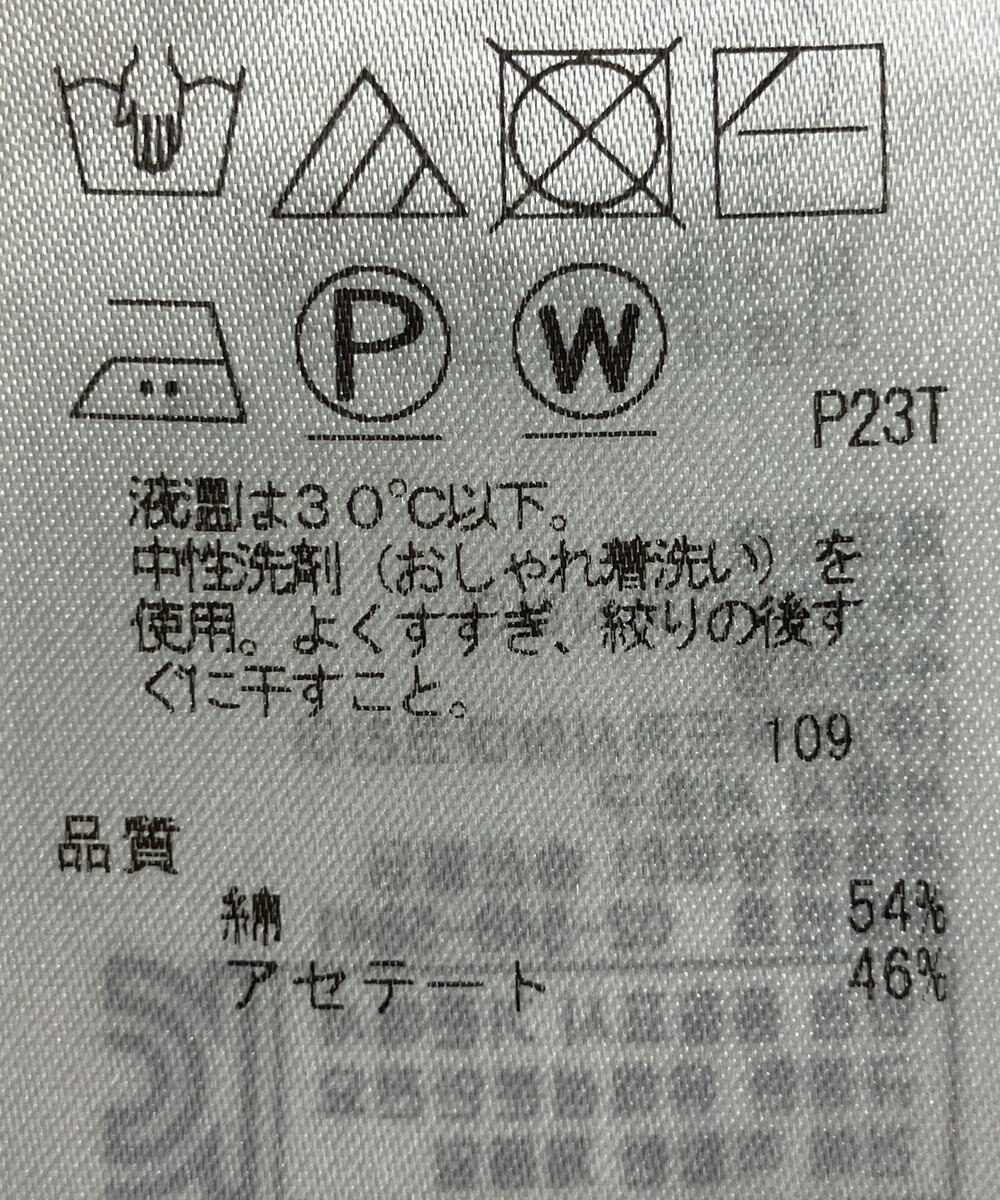 P W
P23T
液温は30℃以下。
中性洗剤（おしゃれ着洗い）を
使用。よくすすぎ、絞りの後す
ぐに干すこと。
109
品質
綿 54%
アセテート 46%